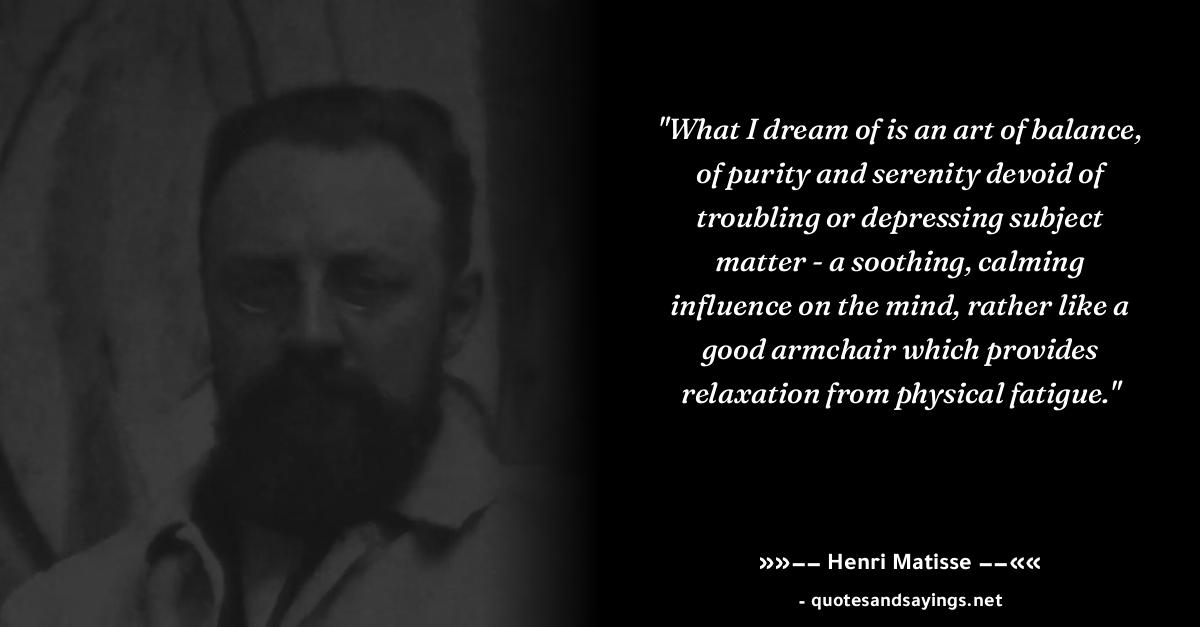 "What I dream of is an art of balance,
of purity and serenity devoid of
troubling or depressing subject
matter - a soothing, calming
influence on the mind, rather like a
good armchair which provides
relaxation from physical fatigue."
»»–– Henri Matisse ––««
- quotesandsayings.net